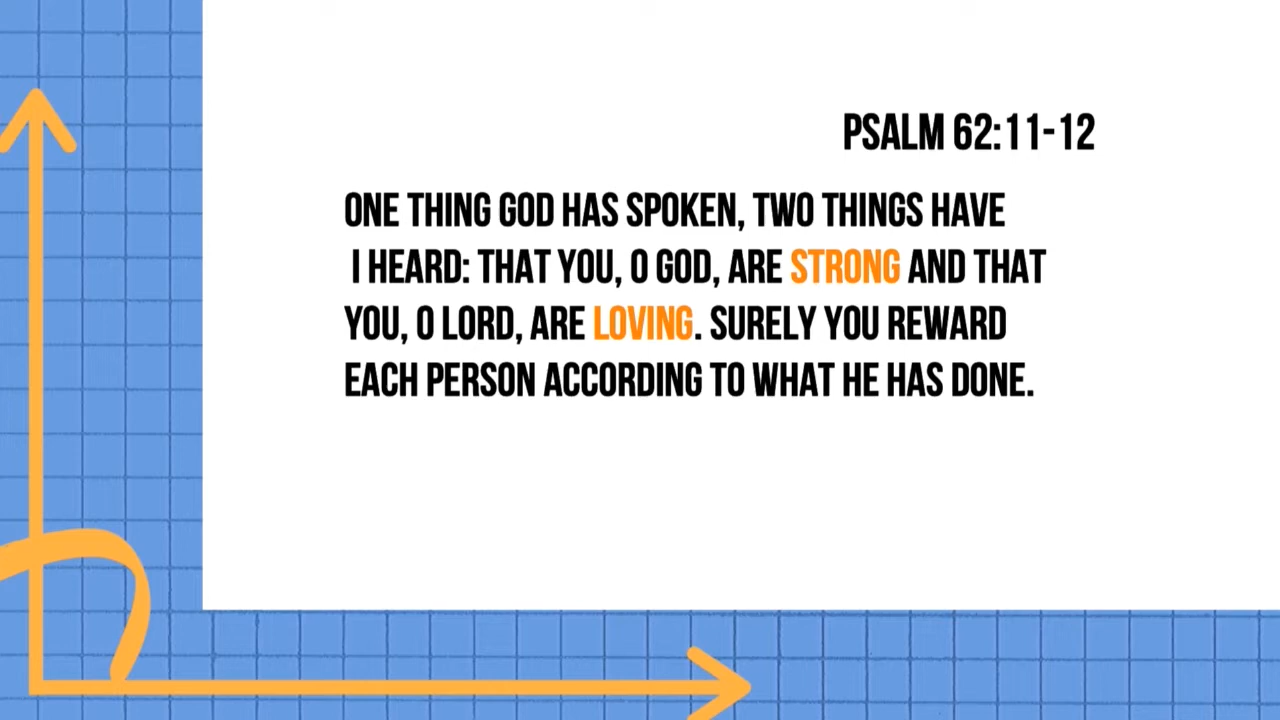 PSALM 62:11-12
ONE THING GOD HAS SPOKEN, TWO THINGS HAVE
I HEARD: THAT YOU, O GOD, ARE STRONG AND THAT
YOU, O LORD, ARE LOVING. SURELY YOU REWARD
EACH PERSON ACCORDING TO WHAT HE HAS DONE.